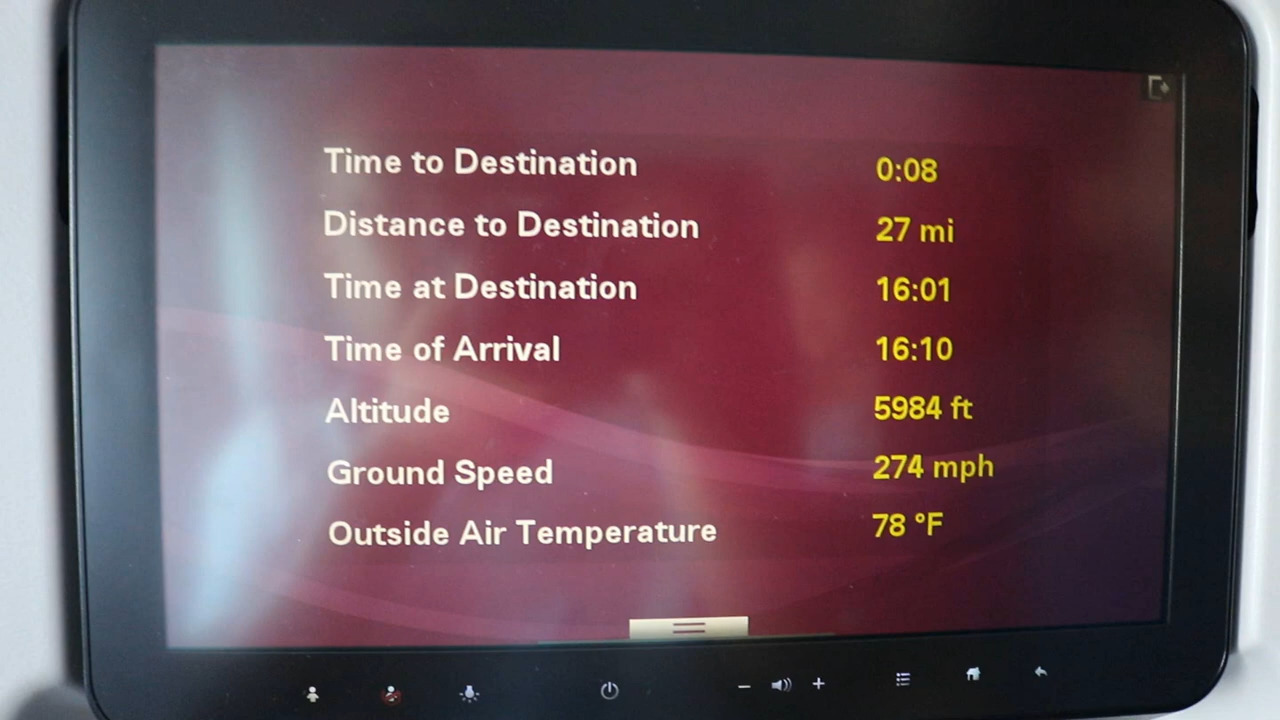 Time to Destination 0:08
Distance to Destination 27 mi
Time at Destination 16:01
Time of Arrival 16:10
Altitude 5984 ft
Ground Speed 274 mph
Outside Air Temperature 78 °F